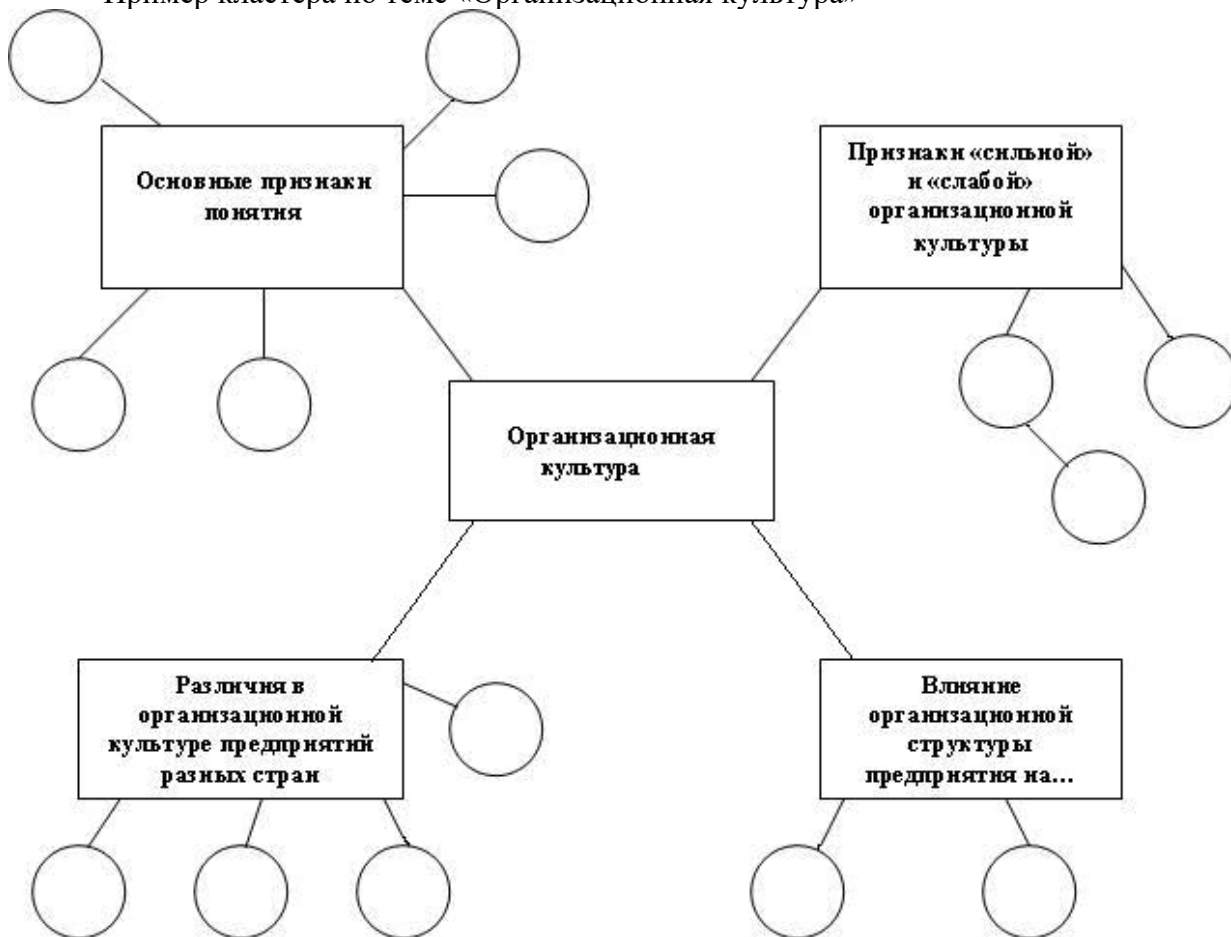 Пример кластера по теме «Организационная культура»
Основные признаки
понятия
Признаки «сильной»
и «слабой»
организационной
культуры
Организационная
культура
Различия в
организационной
культуре предприятий
разных стран
Влияние
организационной
структуры
предприятия на...